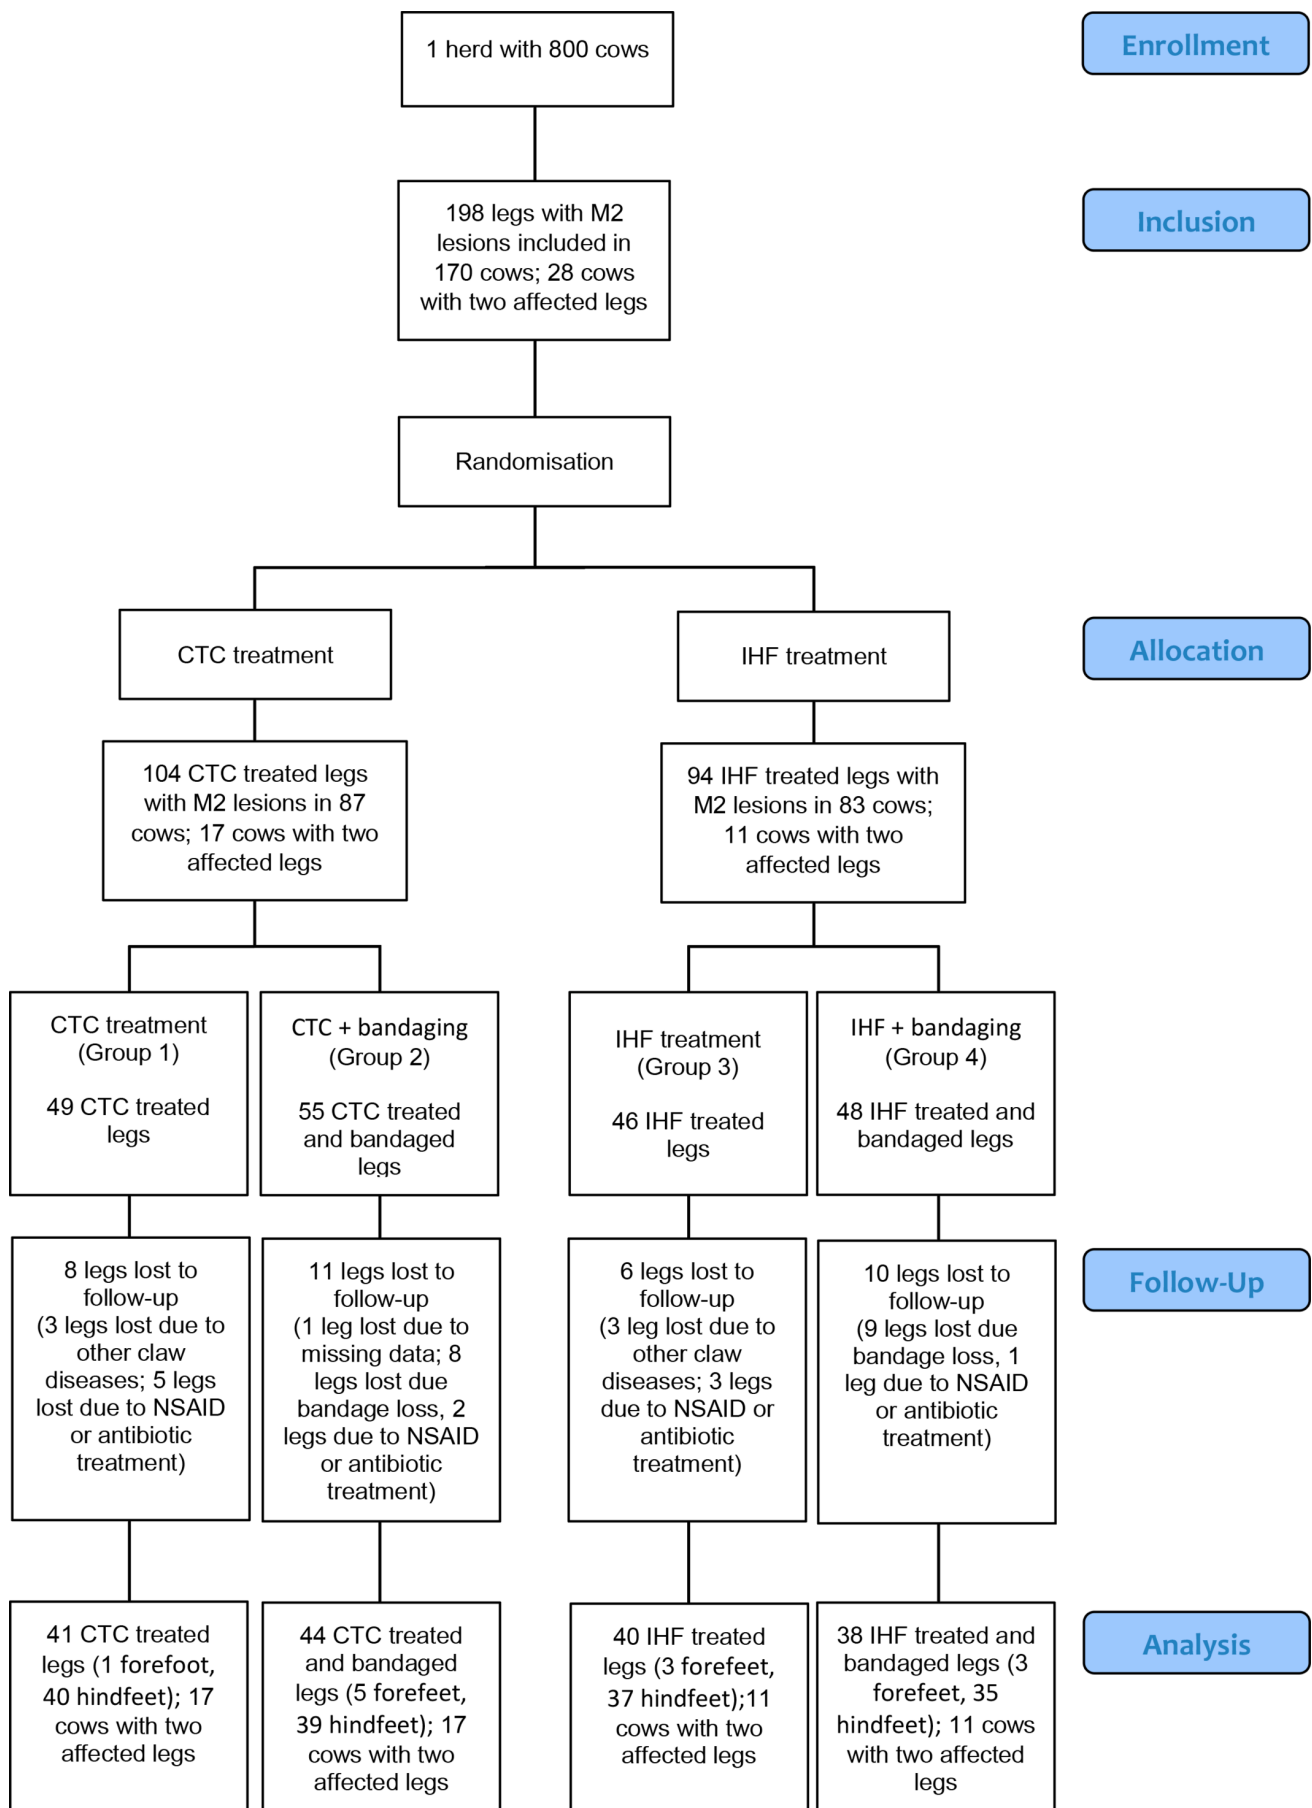 1 herd with 800 cows
Enrollment
198 legs with M2
lesions included in
170 cows; 28 cows
with two affected legs
Inclusion
Randomisation
CTC treatment
IHF treatment
Allocation
104 CTC treated legs
with M2 lesions in 87
cows; 17 cows with two
affected legs
94 IHF treated legs with
M2 lesions in 83 cows;
11 cows with two
affected legs
CTC treatment
(Group 1)
49 CTC treated
legs
CTC + bandaging
(Group 2)
55 CTC treated
and bandaged
legs
IHF treatment
(Group 3)
46 IHF treated
legs
IHF + bandaging
(Group 4)
48 IHF treated and
bandaged legs
8 legs lost to
follow-up
(3 legs lost due to
other claw
diseases; 5 legs
lost due to NSAID
or antibiotic
treatment)
11 legs lost to
follow-up
(1 leg lost due to
missing data; 8
legs lost due
bandage loss, 2
legs due to NSAID
or antibiotic
treatment)
6 legs lost to
follow-up
(3 leg lost due to
other claw
diseases; 3 legs
due to NSAID or
antibiotic
treatment)
10 legs lost to
follow-up
(9 legs lost due
bandage loss, 1
leg due to NSAID
or antibiotic
treatment)
Follow-Up
41 CTC treated
legs (1 forefoot,
40 hindfeet); 17
cows with two
affected legs
44 CTC treated
and bandaged
legs (5 forefeet,
39 hindfeet); 17
cows with two
affected legs
40 IHF treated
legs (3 forefeet,
37 hindfeet);11
cows with two
affected legs
38 IHF treated and
bandaged legs (3
forefeet, 35
hindfeet); 11 cows
with two affected
legs
Analysis